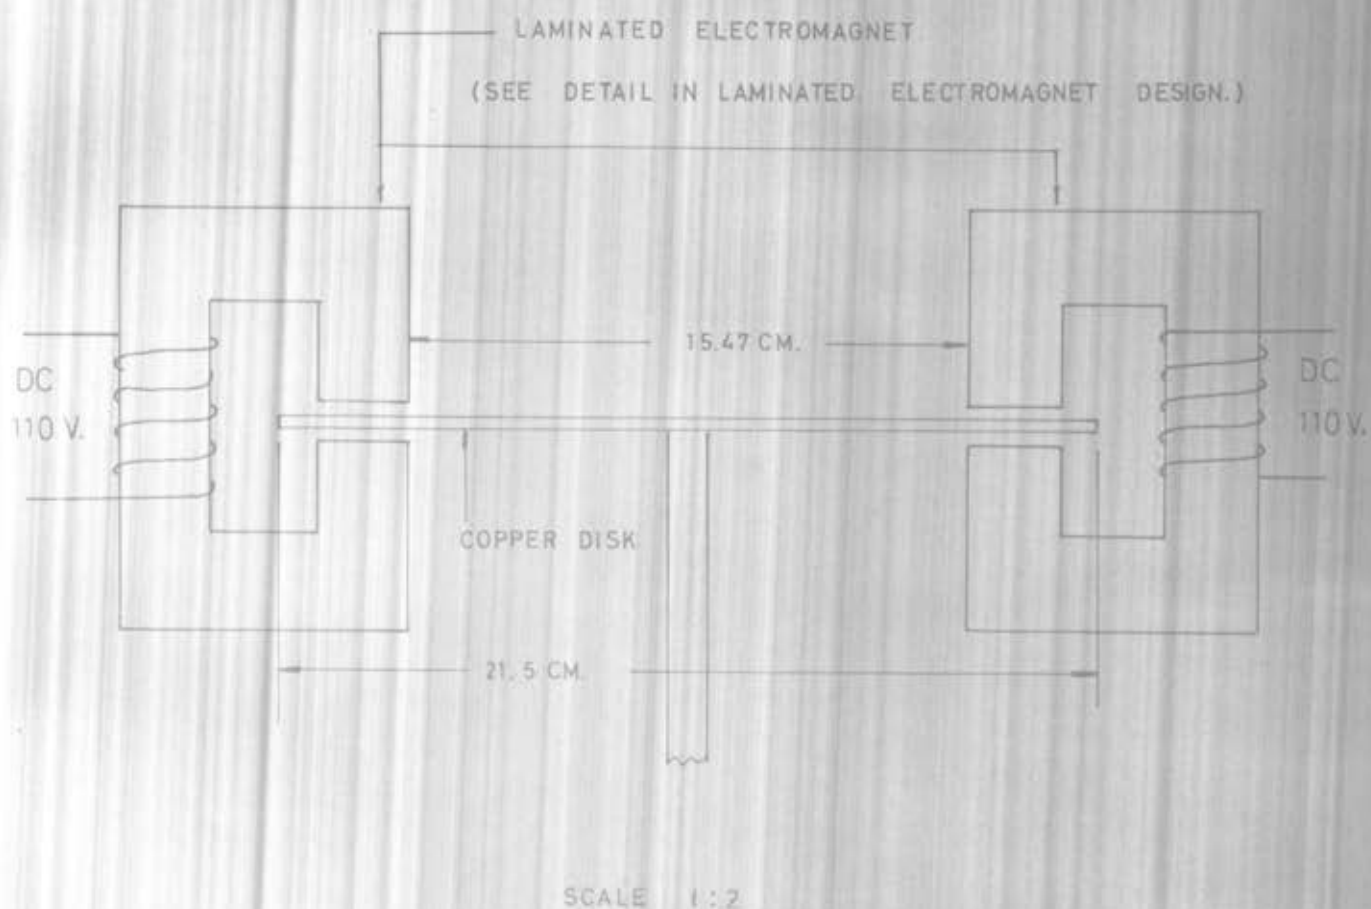 LAMINATED ELECTROMAGNET
(SEE DETAIL IN LAMINATED ELECTROMAGNET DESIGN.)
15.47 CM.
DC
110 V.
DC
110 V.
COPPER DISK
21.5 CM.
SCALE 1:2